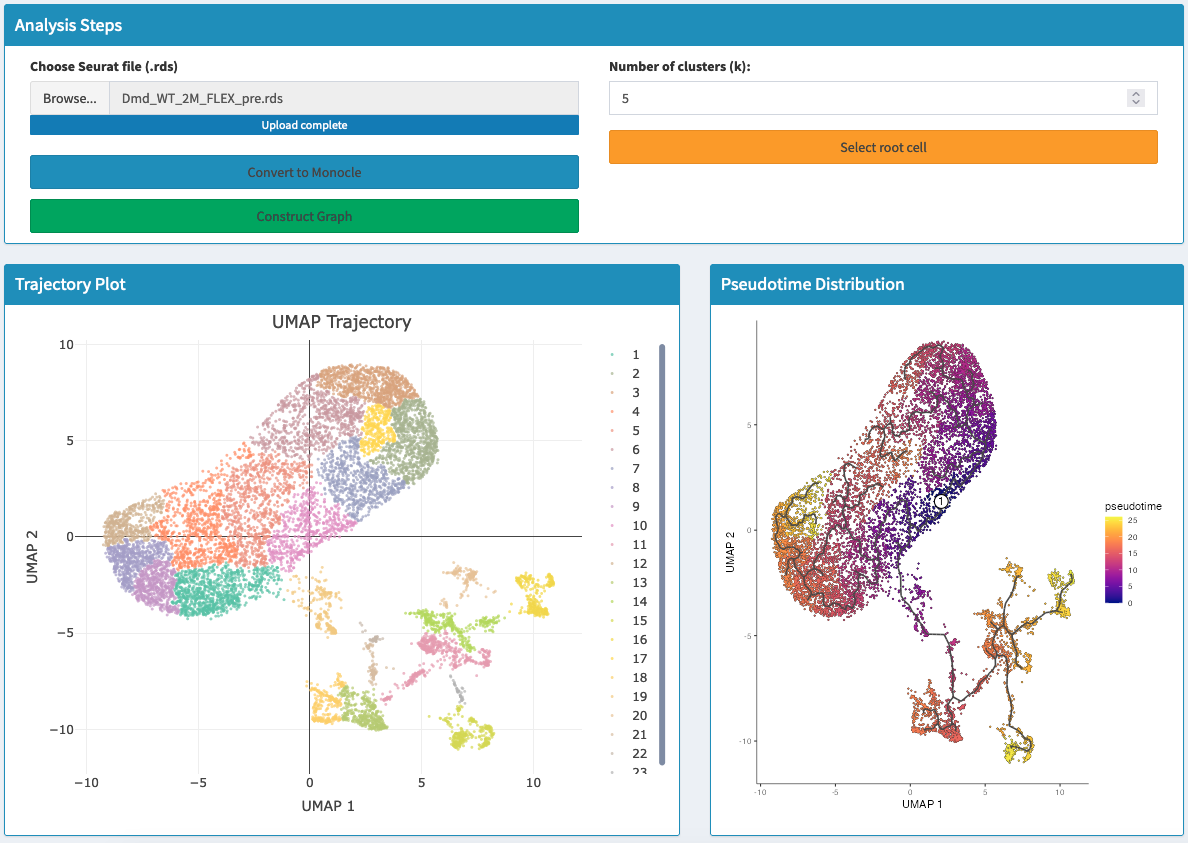 Analysis Steps
Choose Seurat file (.rds)
Browse... Dmd_WT_2M_FLEX_pre.rds
Upload complete
Convert to Monocle
Construct Graph
Number of clusters (k):
5
Select root cell
Trajectory Plot
UMAP Trajectory
10
5
0
−5
−10
UMAP 2
−10 −5 0 5 10
UMAP 1
1
2
3
4
5
6
7
8
9
10
11
12
13
14
15
16
17
18
19
20
21
22
23
Pseudotime Distribution
5
0
-5
-10
UMAP 2
1
-10 -5 0 5 10
UMAP 1
pseudotime
25
20
15
10
5
0